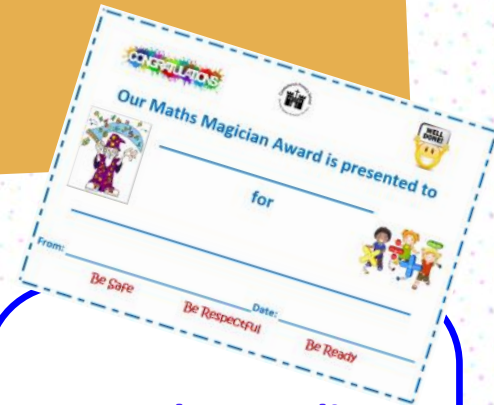 CONGRATULATIONS
WELL
DONE!
Our Maths Magician Award is presented to
for
From:
Date:
Be Safe
Be Respectful
Be Ready